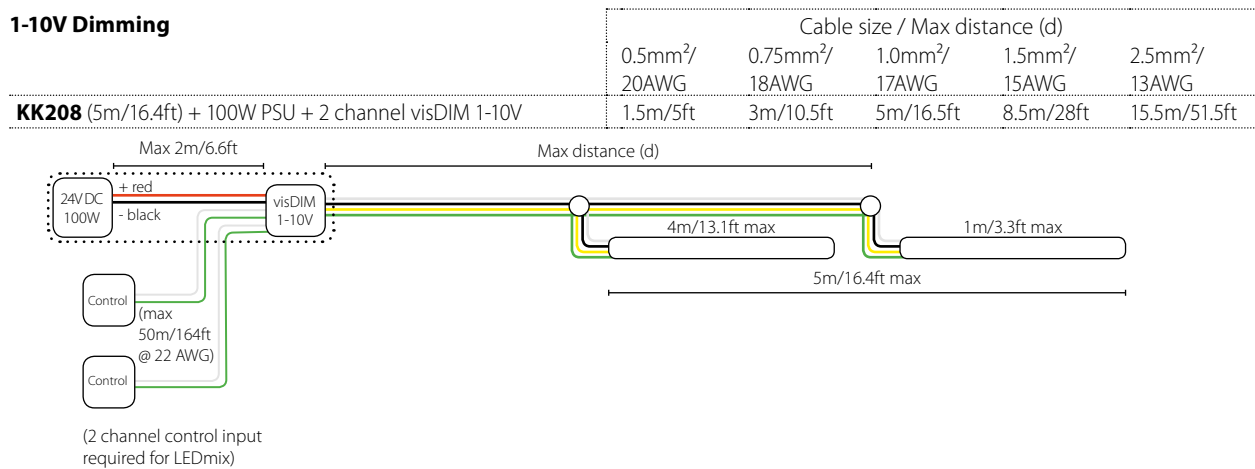 1-10V Dimming
Cable size / Max distance (d)
0.5mm²/ 0.75mm²/ 1.0mm²/ 1.5mm²/ 2.5mm²/
20AWG 18AWG 17AWG 15AWG 13AWG
KK208 (5m/16.4ft) + 100W PSU + 2 channel visDIM 1-10V 1.5m/5ft 3m/10.5ft 5m/16.5ft 8.5m/28ft 15.5m/51.5ft
Max 2m/6.6ft
Max distance (d)
24V DC
100W
+ red
- black
visDIM
1-10V
4m/13.1ft max
1m/3.3ft max
5m/16.4ft max
Control
(max
50m/164ft
@ 22 AWG)
Control
(2 channel control input
required for LEDmix)